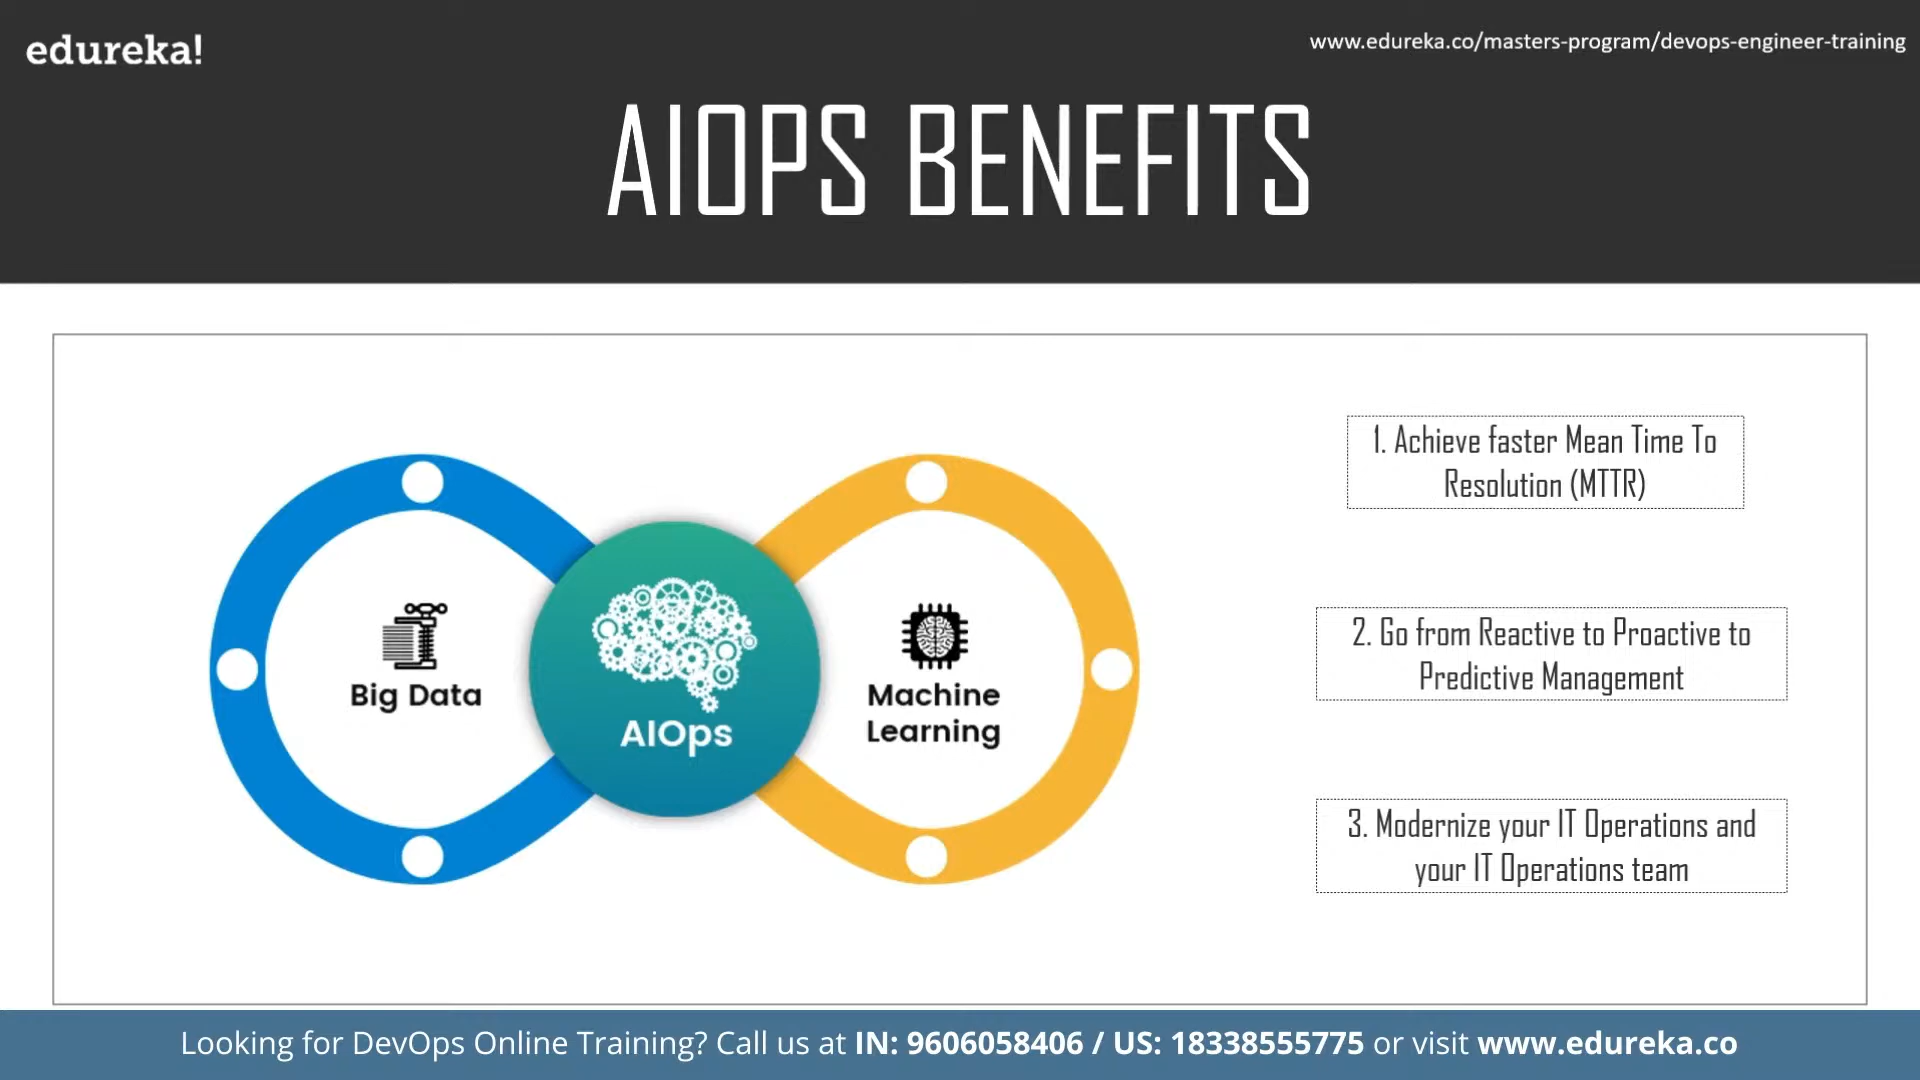 edureka!
www.edureka.co/masters-program/devops-engineer-training
AIOPS BENEFITS
Big Data
AIOps
Machine
Learning
1. Achieve faster Mean Time To
Resolution (MTTR)
2. Go from Reactive to Proactive to
Predictive Management
3. Modernize your IT Operations and
your IT Operations team
Looking for DevOps Online Training? Call us at IN: 9606058406 / US: 18338555775 or visit www.edureka.co